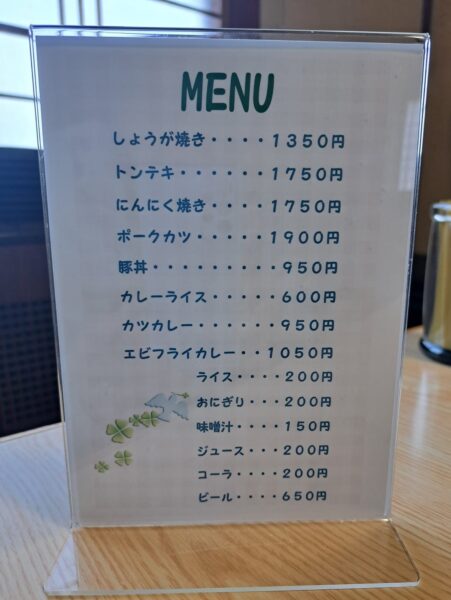 MENU
しょうが焼き・・・・１３５０円
トンテキ・・・・・・１７５０円
にんにく焼き・・・・１７５０円
ポークカツ・・・・・１９００円
豚丼・・・・・・・・・９５０円
カレーライス・・・・・６００円
カツカレー・・・・・・９５０円
エビフライカレー・・１０５０円
ライス・・・・２００円
おにぎり・・・２００円
味噌汁・・・・１５０円
ジュース・・・２００円
コーラ・・・・２００円
ビール・・・・６５０円